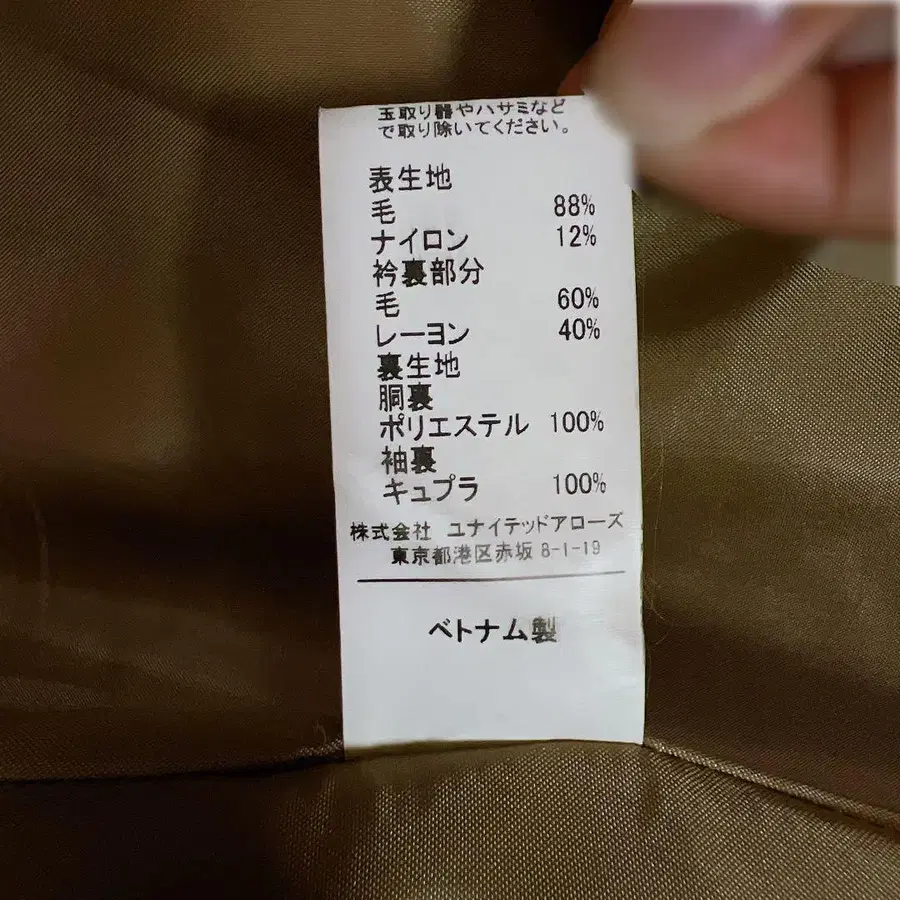 玉取り器やハサミなど
で取り除いてください。
表生地
毛 88%
ナイロン 12%
衿裏部分
毛 60%
レーヨン 40%
裏生地
胴裏
ポリエステル 100%
袖裏
キュプラ 100%
株式会社 ユナイテッドアローズ
東京都港区赤坂 8-1-19
ベトナム製